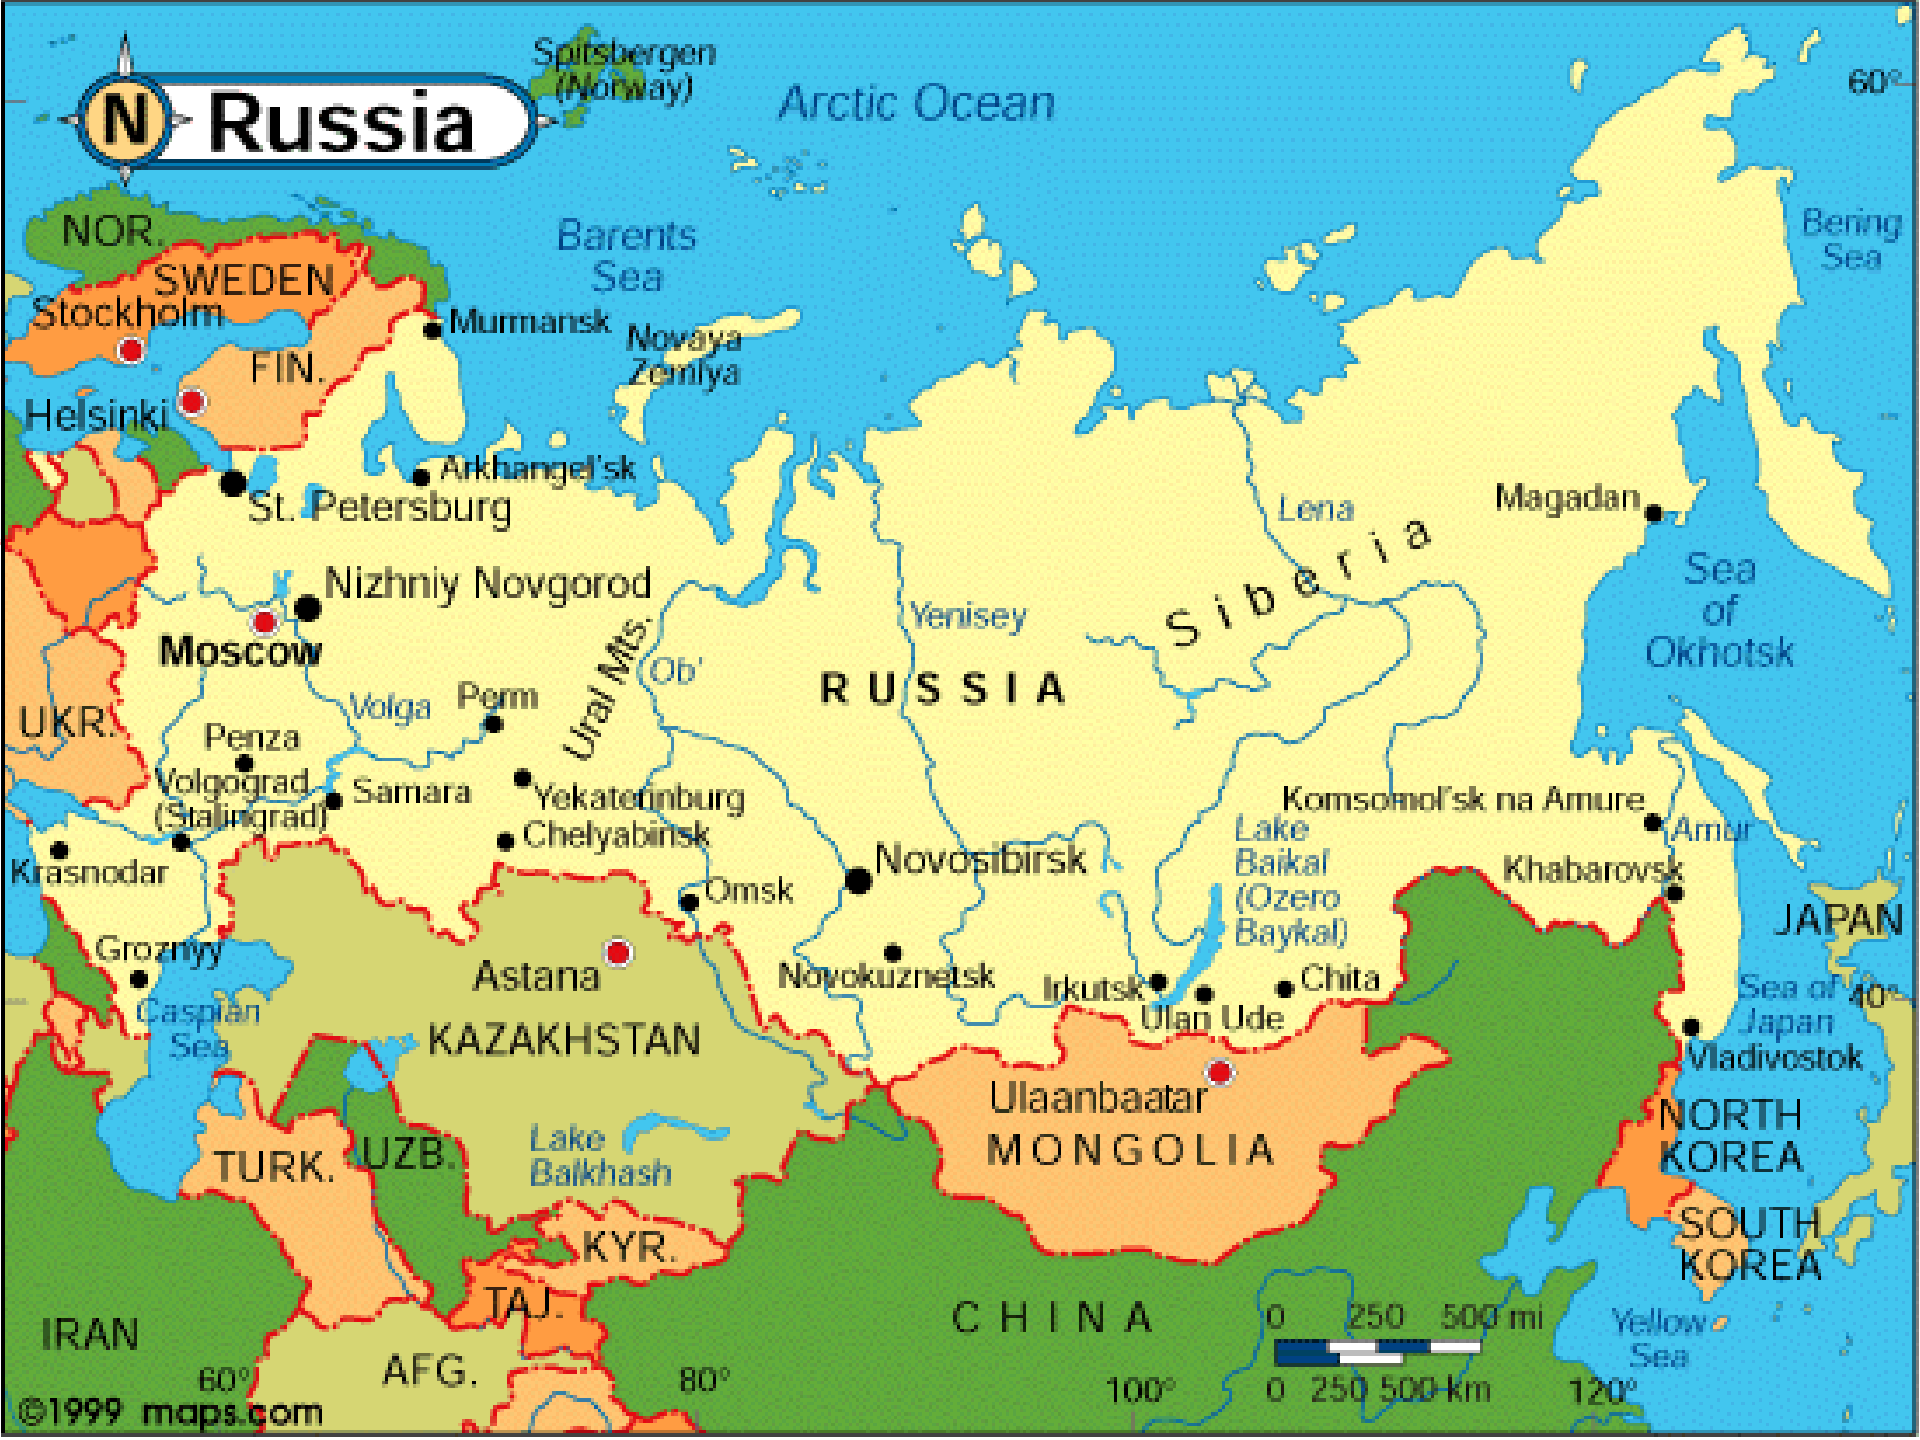 Spitsbergen
(Norway)
Arctic Ocean
60°
N
Russia
NOR.
Barents
Sea
Bering
Sea
SWEDEN
Stockholm
Murmansk
Novaya
Zemlya
FIN.
Helsinki
Arkhangel'sk
St. Petersburg
Lena
Magadan
Siberia
Sea
of
Okhotsk
Nizhniy Novgorod
Moscow
Yenisey
Ural Mts.
Ob'
RUSSIA
UKR.
Volga
Perm
Penza
Volgograd
(Stalingrad)
Samara
Yekaterinburg
Chelyabinsk
Komsomol'sk na Amure
Amur
Krasnodar
Novosibirsk
Lake
Baikal
(Ozero
Baykal)
Khabarovsk
Omsk
JAPAN
Groznyy
Astana
Novokuznetsk
Irkutsk
Chita
Ulan Ude
Caspian
Sea
KAZAKHSTAN
Sea of
Japan
40°
Vladivostok
Ulaanbaatar
MONGOLIA
NORTH
KOREA
TURK.
UZB.
Lake
Balkhash
KYR.
SOUTH
KOREA
TAJ.
IRAN
CHINA
0 250 500 mi
Yellow
Sea
AFG.
60°
80°
100°
0 250 500 km
120°
©1999 maps.com